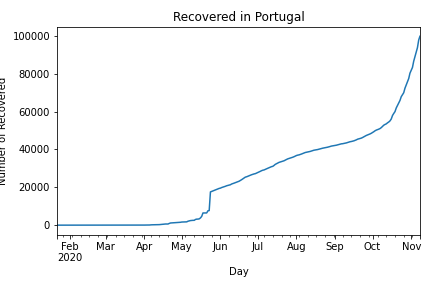 Recovered in Portugal
100000
80000
60000
40000
20000
0
Number of Recovered
Feb Mar Apr May Jun Jul Aug Sep Oct Nov
2020
Day